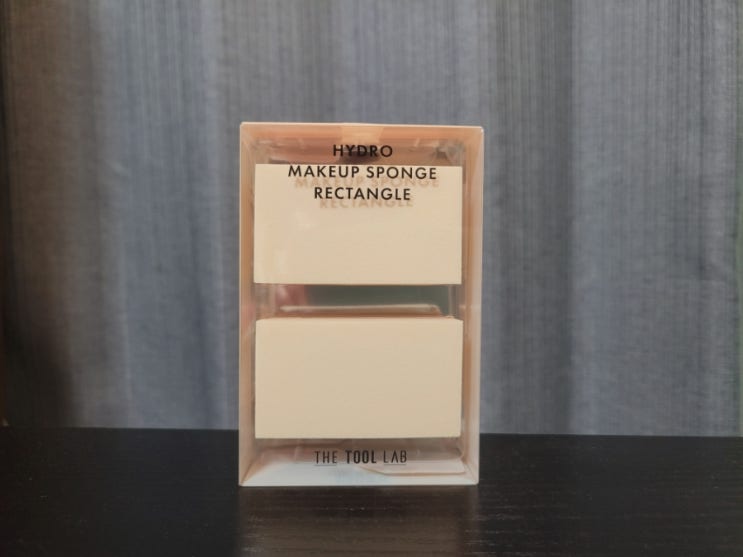 HYDRO
MAKEUP SPONGE
RECTANGLE
THE TOOL LAB